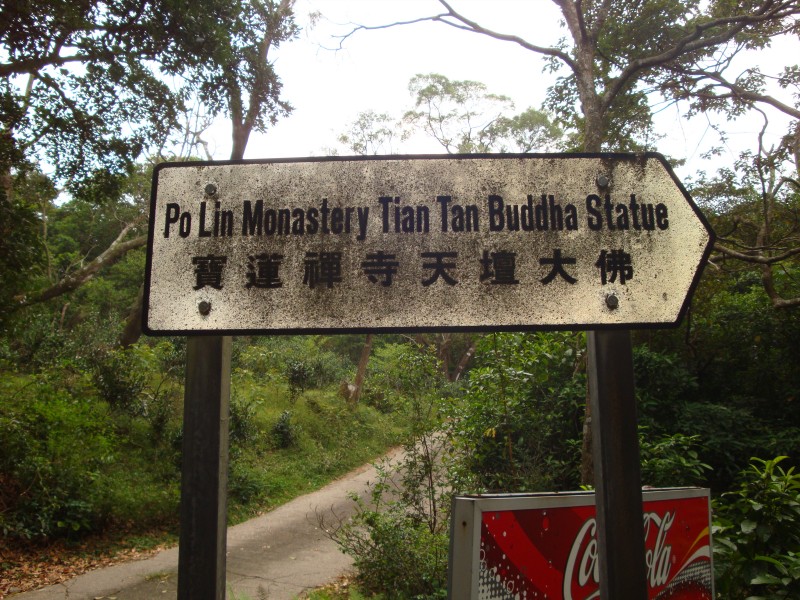 Po Lin Monastery Tian Tan Buddha Statue
寶蓮禪寺天壇大佛
Coca-Cola